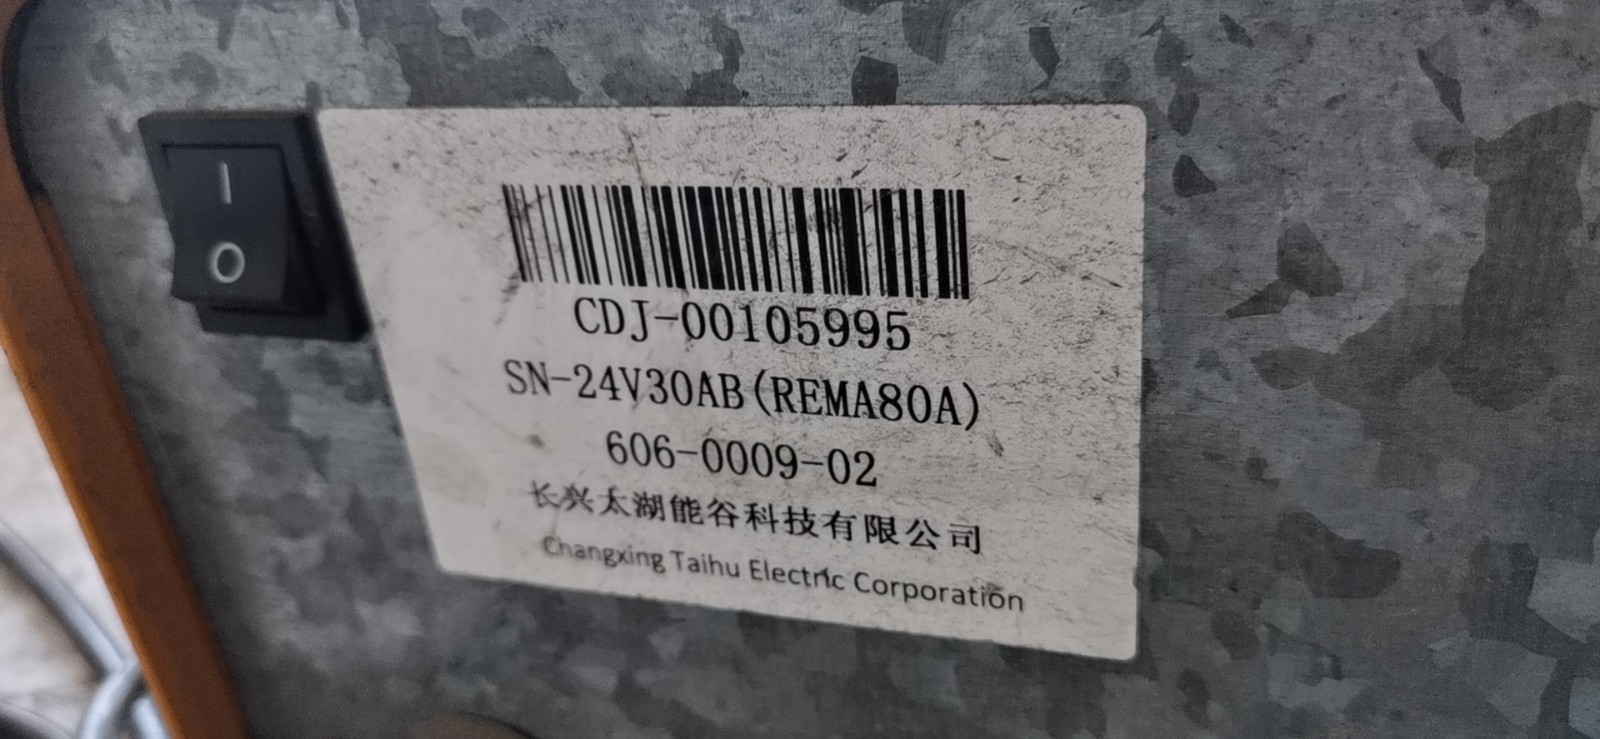 CDJ-00105995
SN-24V30AB(REMA80A)
606-0009-02
长兴太湖能谷科技有限公司
Changxing Taihu Electric Corporation